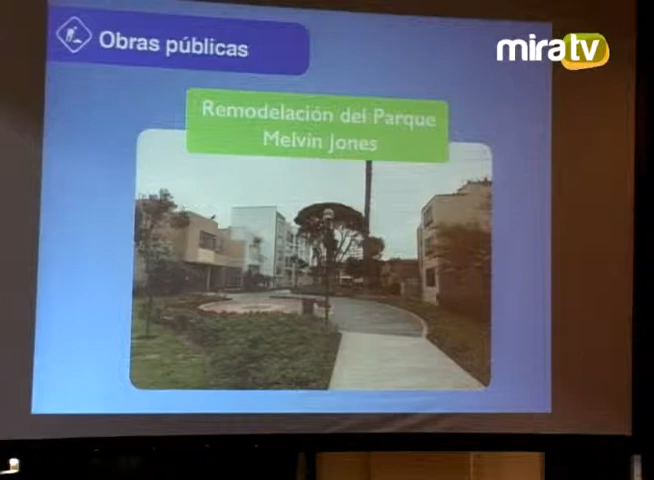 Obras públicas
miratv
Remodelación del Parque
Melvin Jones